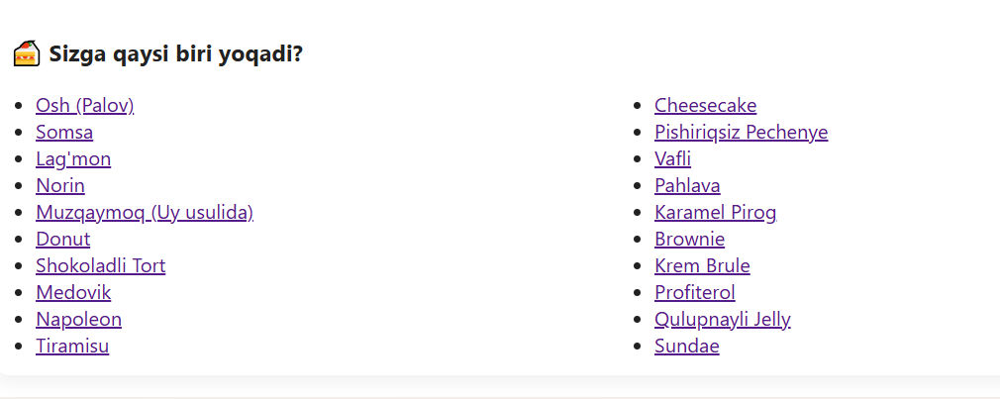 Sizga qaysi biri yoqadi?
Osh (Palov)
Somsa
Lag'mon
Norin
Muzqaymoq (Uy usulida)
Donut
Shokoladli Tort
Medovik
Napoleon
Tiramisu
Cheesecake
Pishiriqsiz Pechenye
Vafli
Pahlava
Karamel Pirog
Brownie
Krem Brule
Profiterol
Qulupnayli Jelly
Sundae